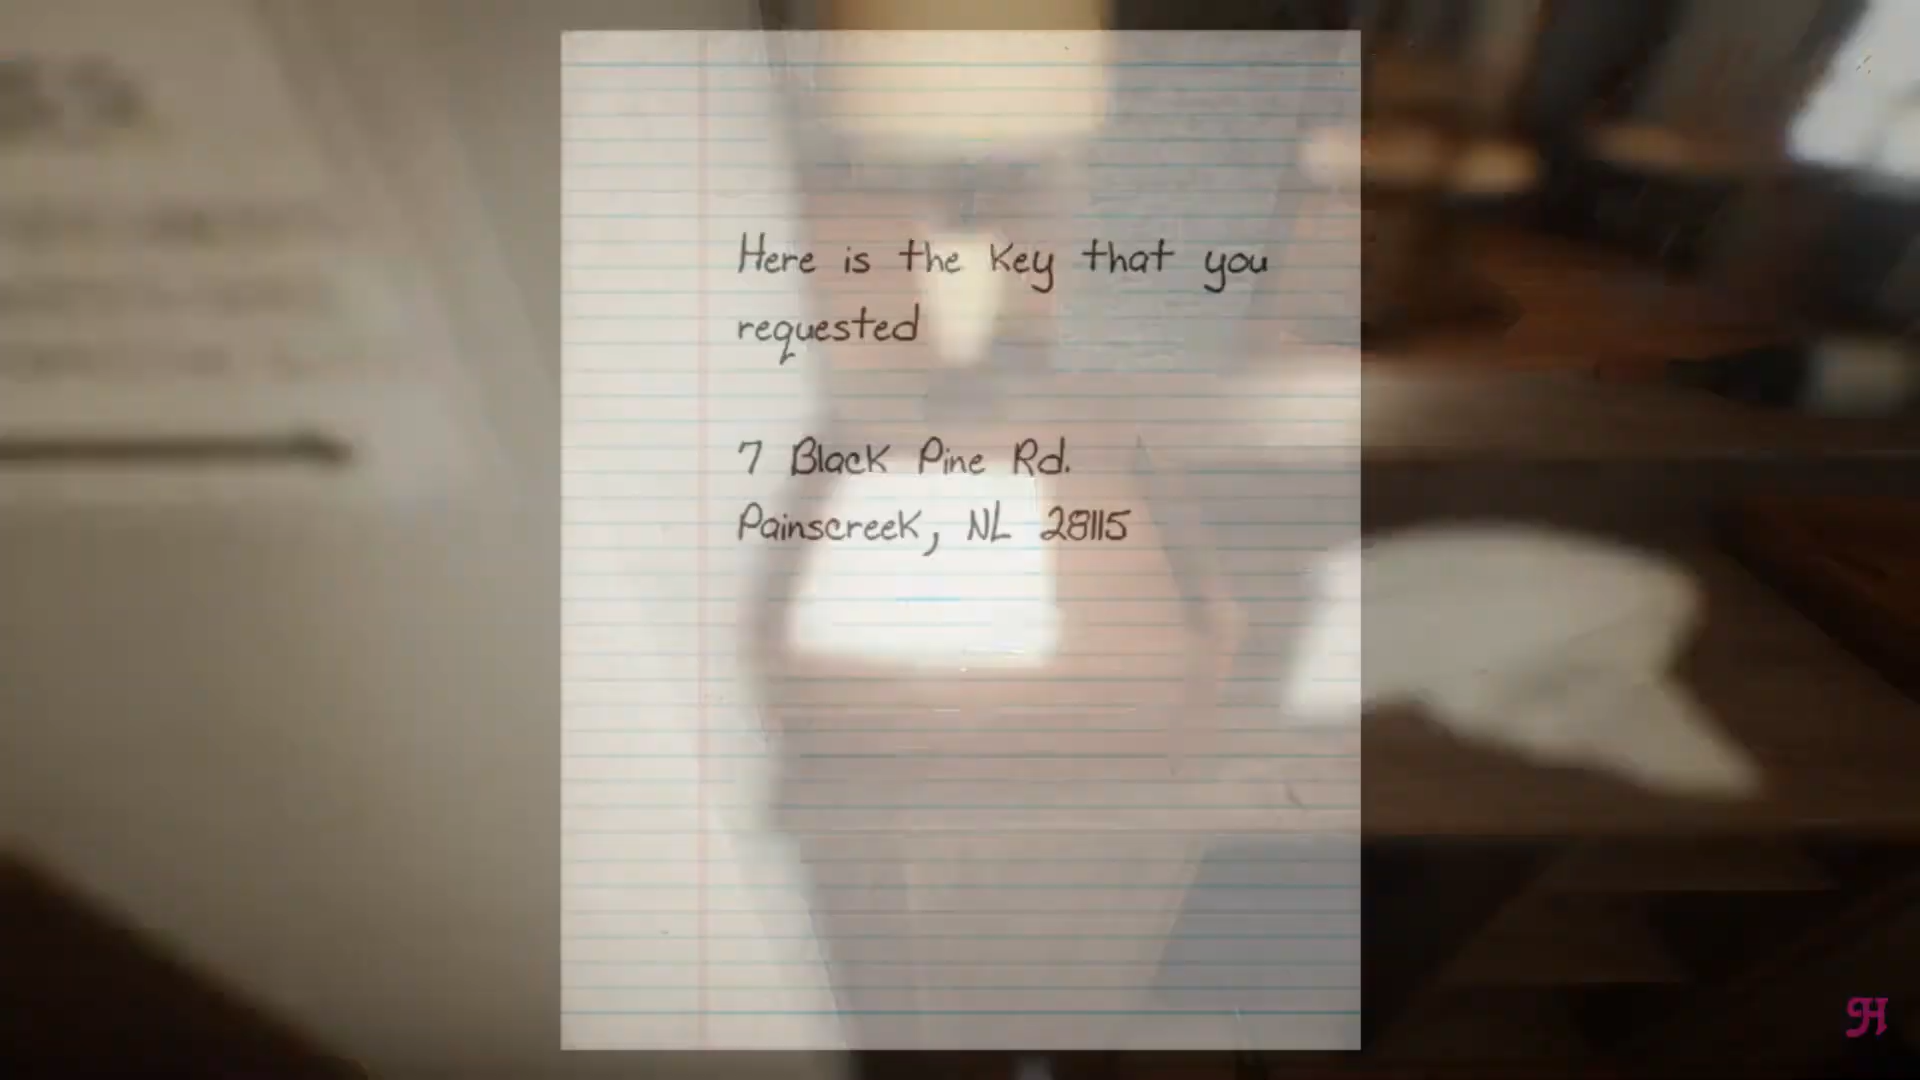 Here is the key that you
requested
7 Black Pine Rd.
Painscreek, NL 28115